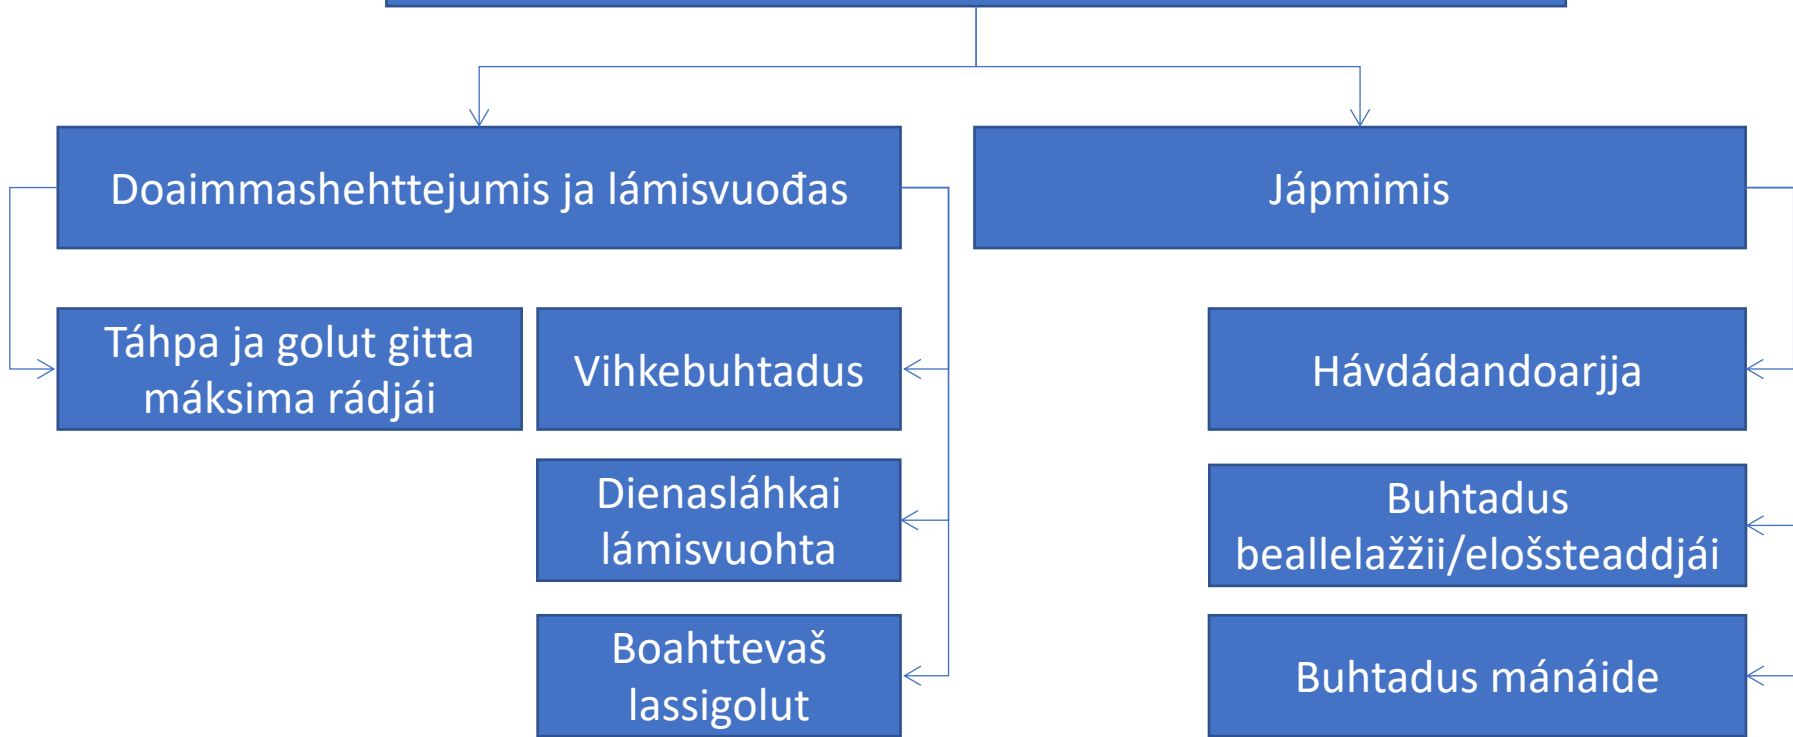 Doaimmashehttejumis ja lámisvuođas
Jápmimis
Táhpa ja golut gitta
máksima rádjái
Vihkebuhtadus
Hávdádandoarjja
Dienasláhkai
lámisvuohta
Buhtadus
beallelažžii/elošsteaddjái
Boahttevaš
lassigolut
Buhtadus mánáide